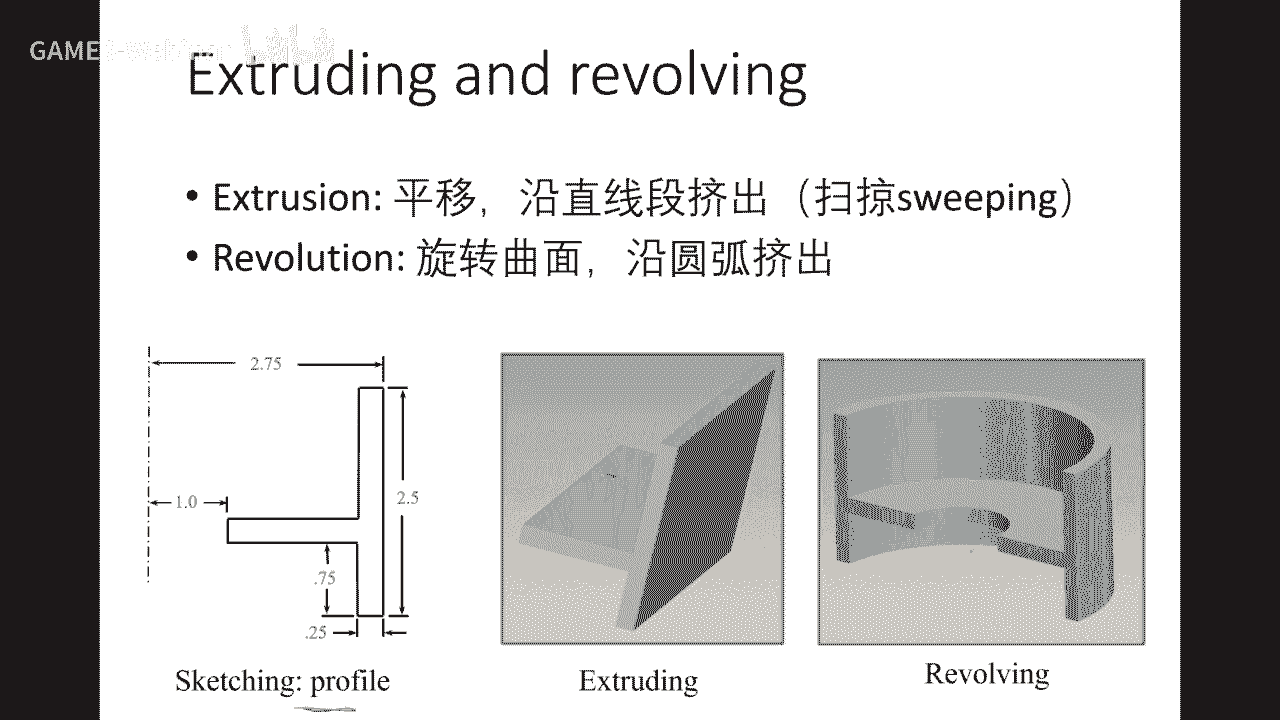 Extruding and revolving
• Extrusion: 平移，沿直线段挤出（扫掠sweeping）
• Revolution: 旋转曲面，沿圆弧挤出
2.75
1.0
2.5
.75
.25
Sketching: profile
Extruding
Revolving